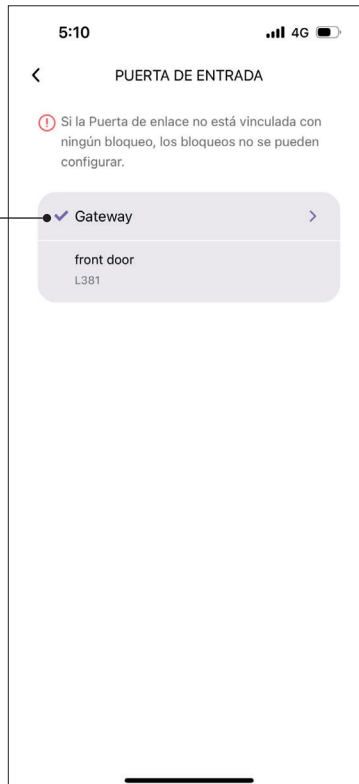 5:10
4G
PUERTA DE ENTRADA
Si la Puerta de enlace no está vinculada con
ningún bloqueo, los bloqueos no se pueden
configurar.
Gateway
front door
L381